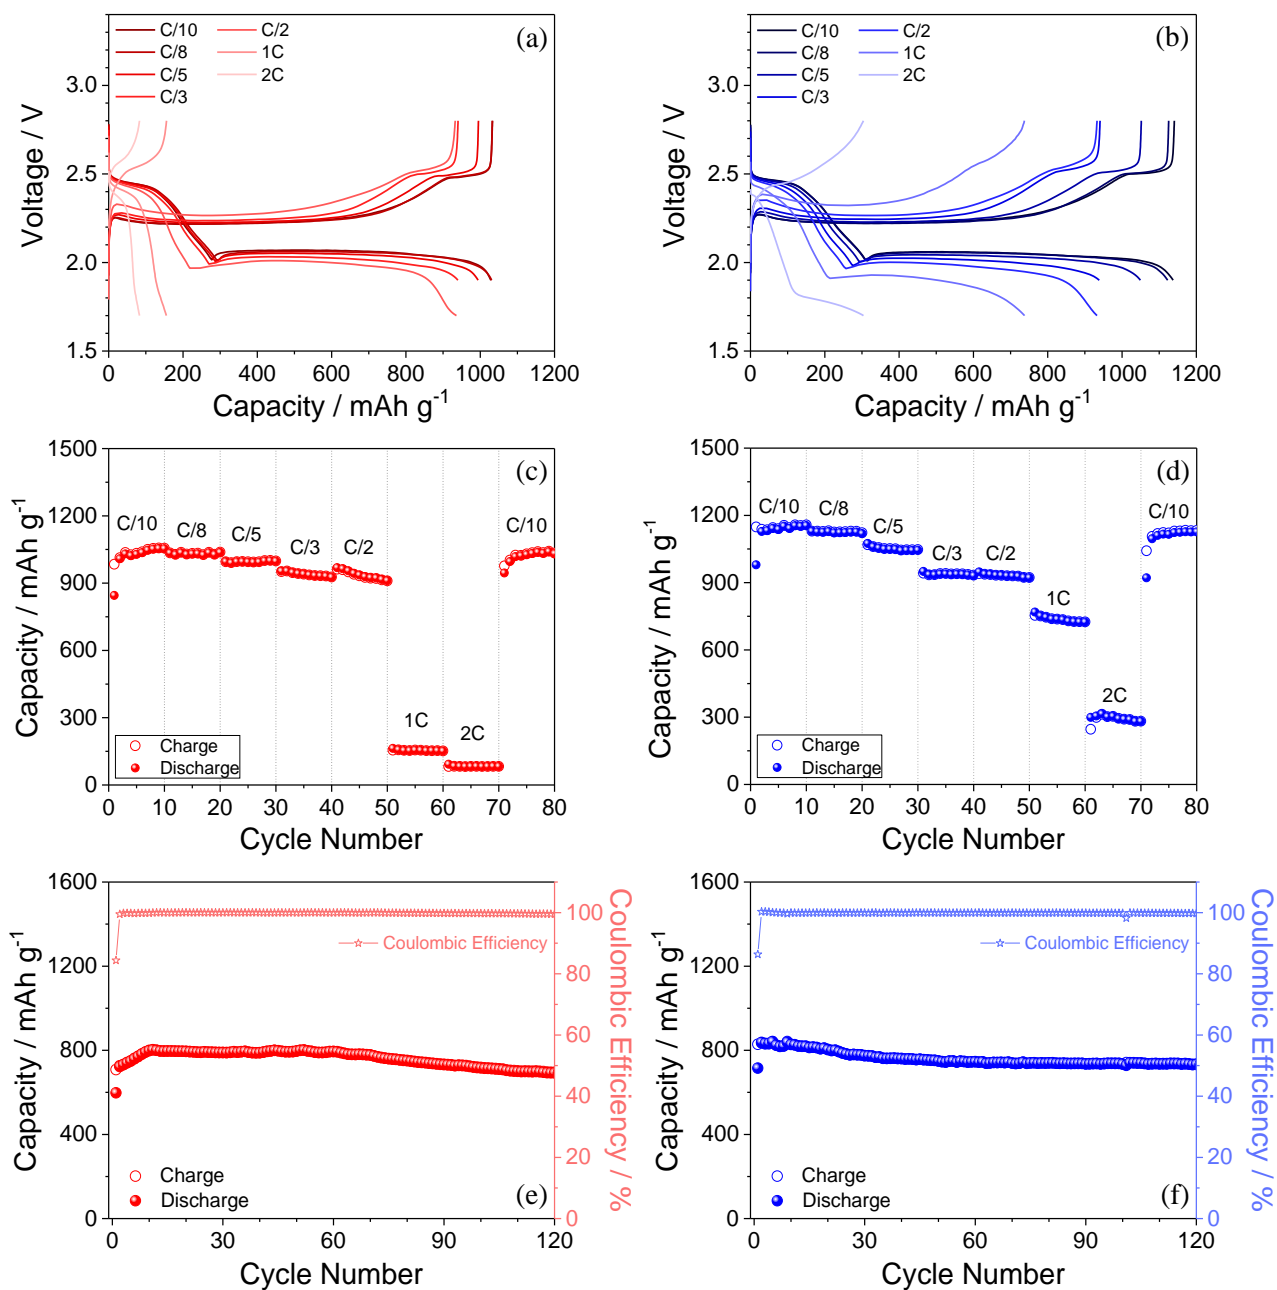 C/10 C/2 (a)
C/8 1C
C/5 2C
C/3
Voltage / V
3.0
2.5
2.0
1.5
0 200 400 600 800 1000 1200
Capacity / mAh g⁻¹
C/10 C/2 (b)
C/8 1C
C/5 2C
C/3
Voltage / V
3.0
2.5
2.0
1.5
0 200 400 600 800 1000 1200
Capacity / mAh g⁻¹
1500 (c)
1200
900
600
300
0
Capacity / mAh g⁻¹
C/10 C/8 C/5 C/3 C/2 1C 2C C/10
Charge
Discharge
0 10 20 30 40 50 60 70 80
Cycle Number
1500 (d)
1200
900
600
300
0
Capacity / mAh g⁻¹
C/10 C/8 C/5 C/3 C/2 1C 2C C/10
Charge
Discharge
0 10 20 30 40 50 60 70 80
Cycle Number
1600
1200
800
400
0
Capacity / mAh g⁻¹
Coulombic Efficiency
Charge
Discharge (e)
100
80
60
40
20
0
Coulombic Efficiency / %
0 30 60 90 120
Cycle Number
1600
1200
800
400
0
Capacity / mAh g⁻¹
Coulombic Efficiency
Charge
Discharge (f)
100
80
60
40
20
0
Coulombic Efficiency / %
0 30 60 90 120
Cycle Number